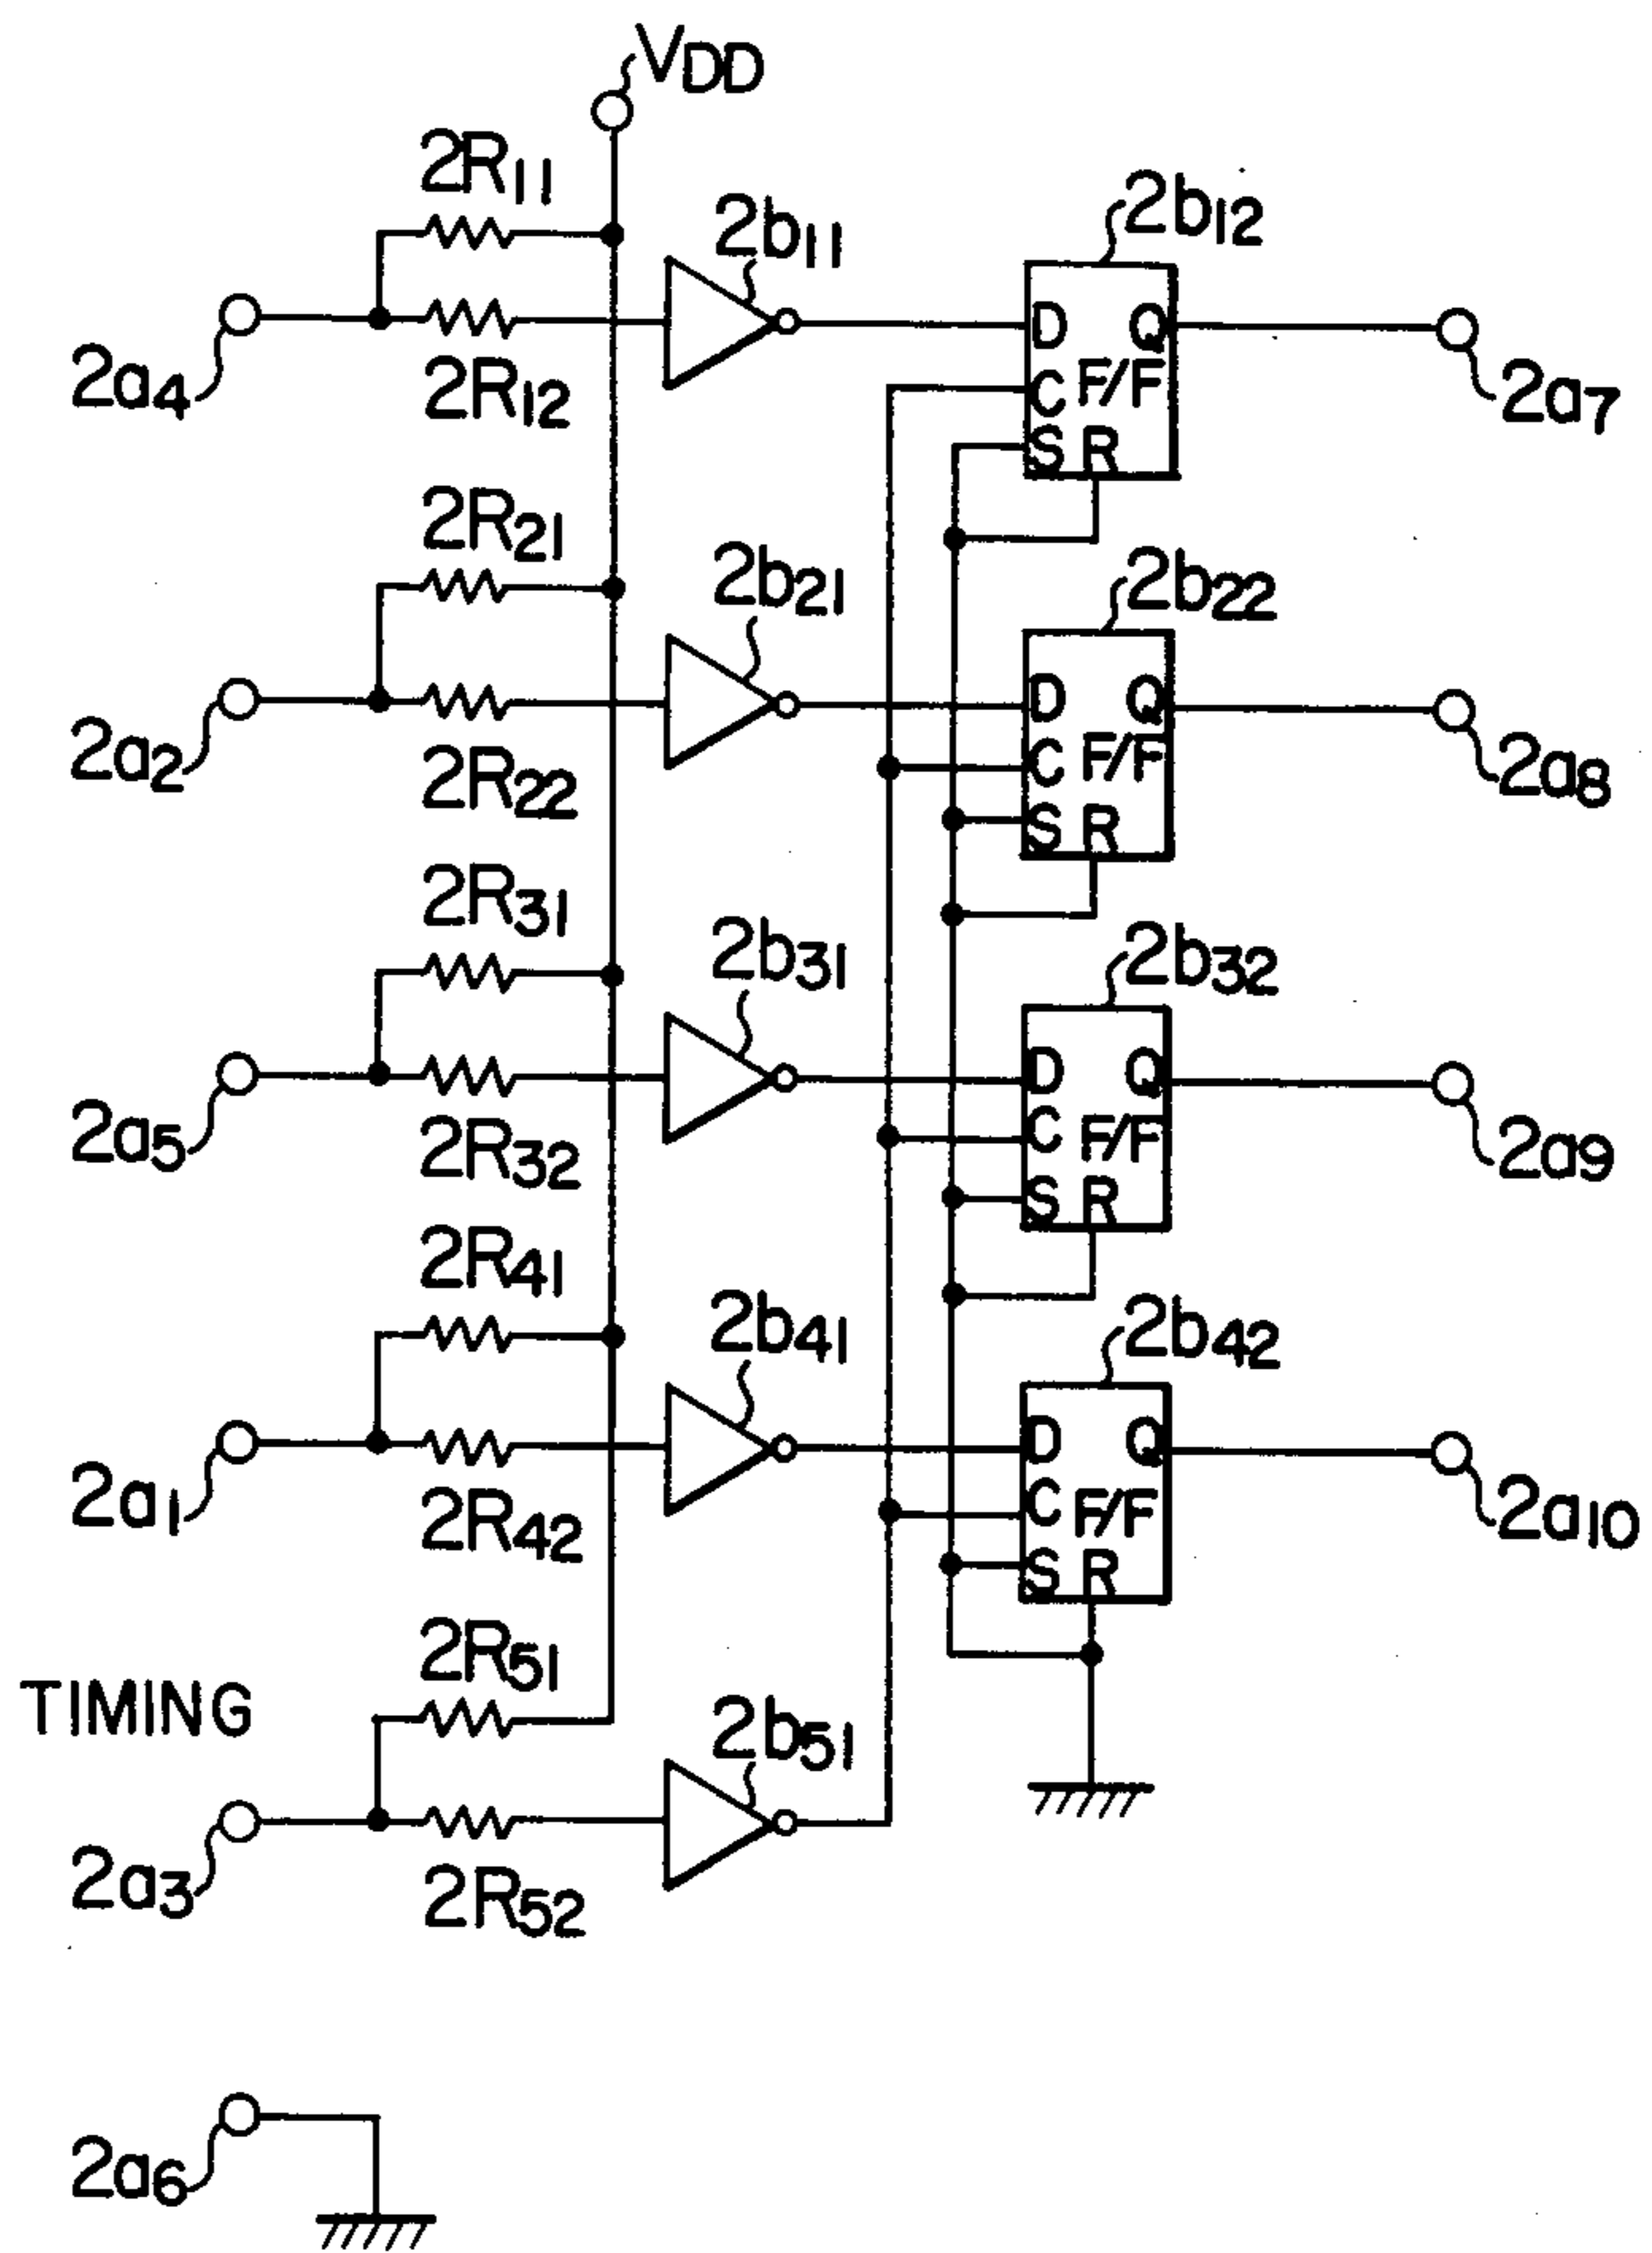 VDD
2R11
2b11
2b12
D Q
C F/F
S R
2a4
2R12
2a7
2R21
2b21
2b22
D Q
C F/F
S R
2a2
2R22
2a8
2R31
2b31
2b32
D Q
C F/F
S R
2a5
2R32
2a9
2R41
2b41
2b42
D Q
C F/F
S R
2a1
2R42
2a10
2R51
TIMING
2b51
2a3
2R52
2a6